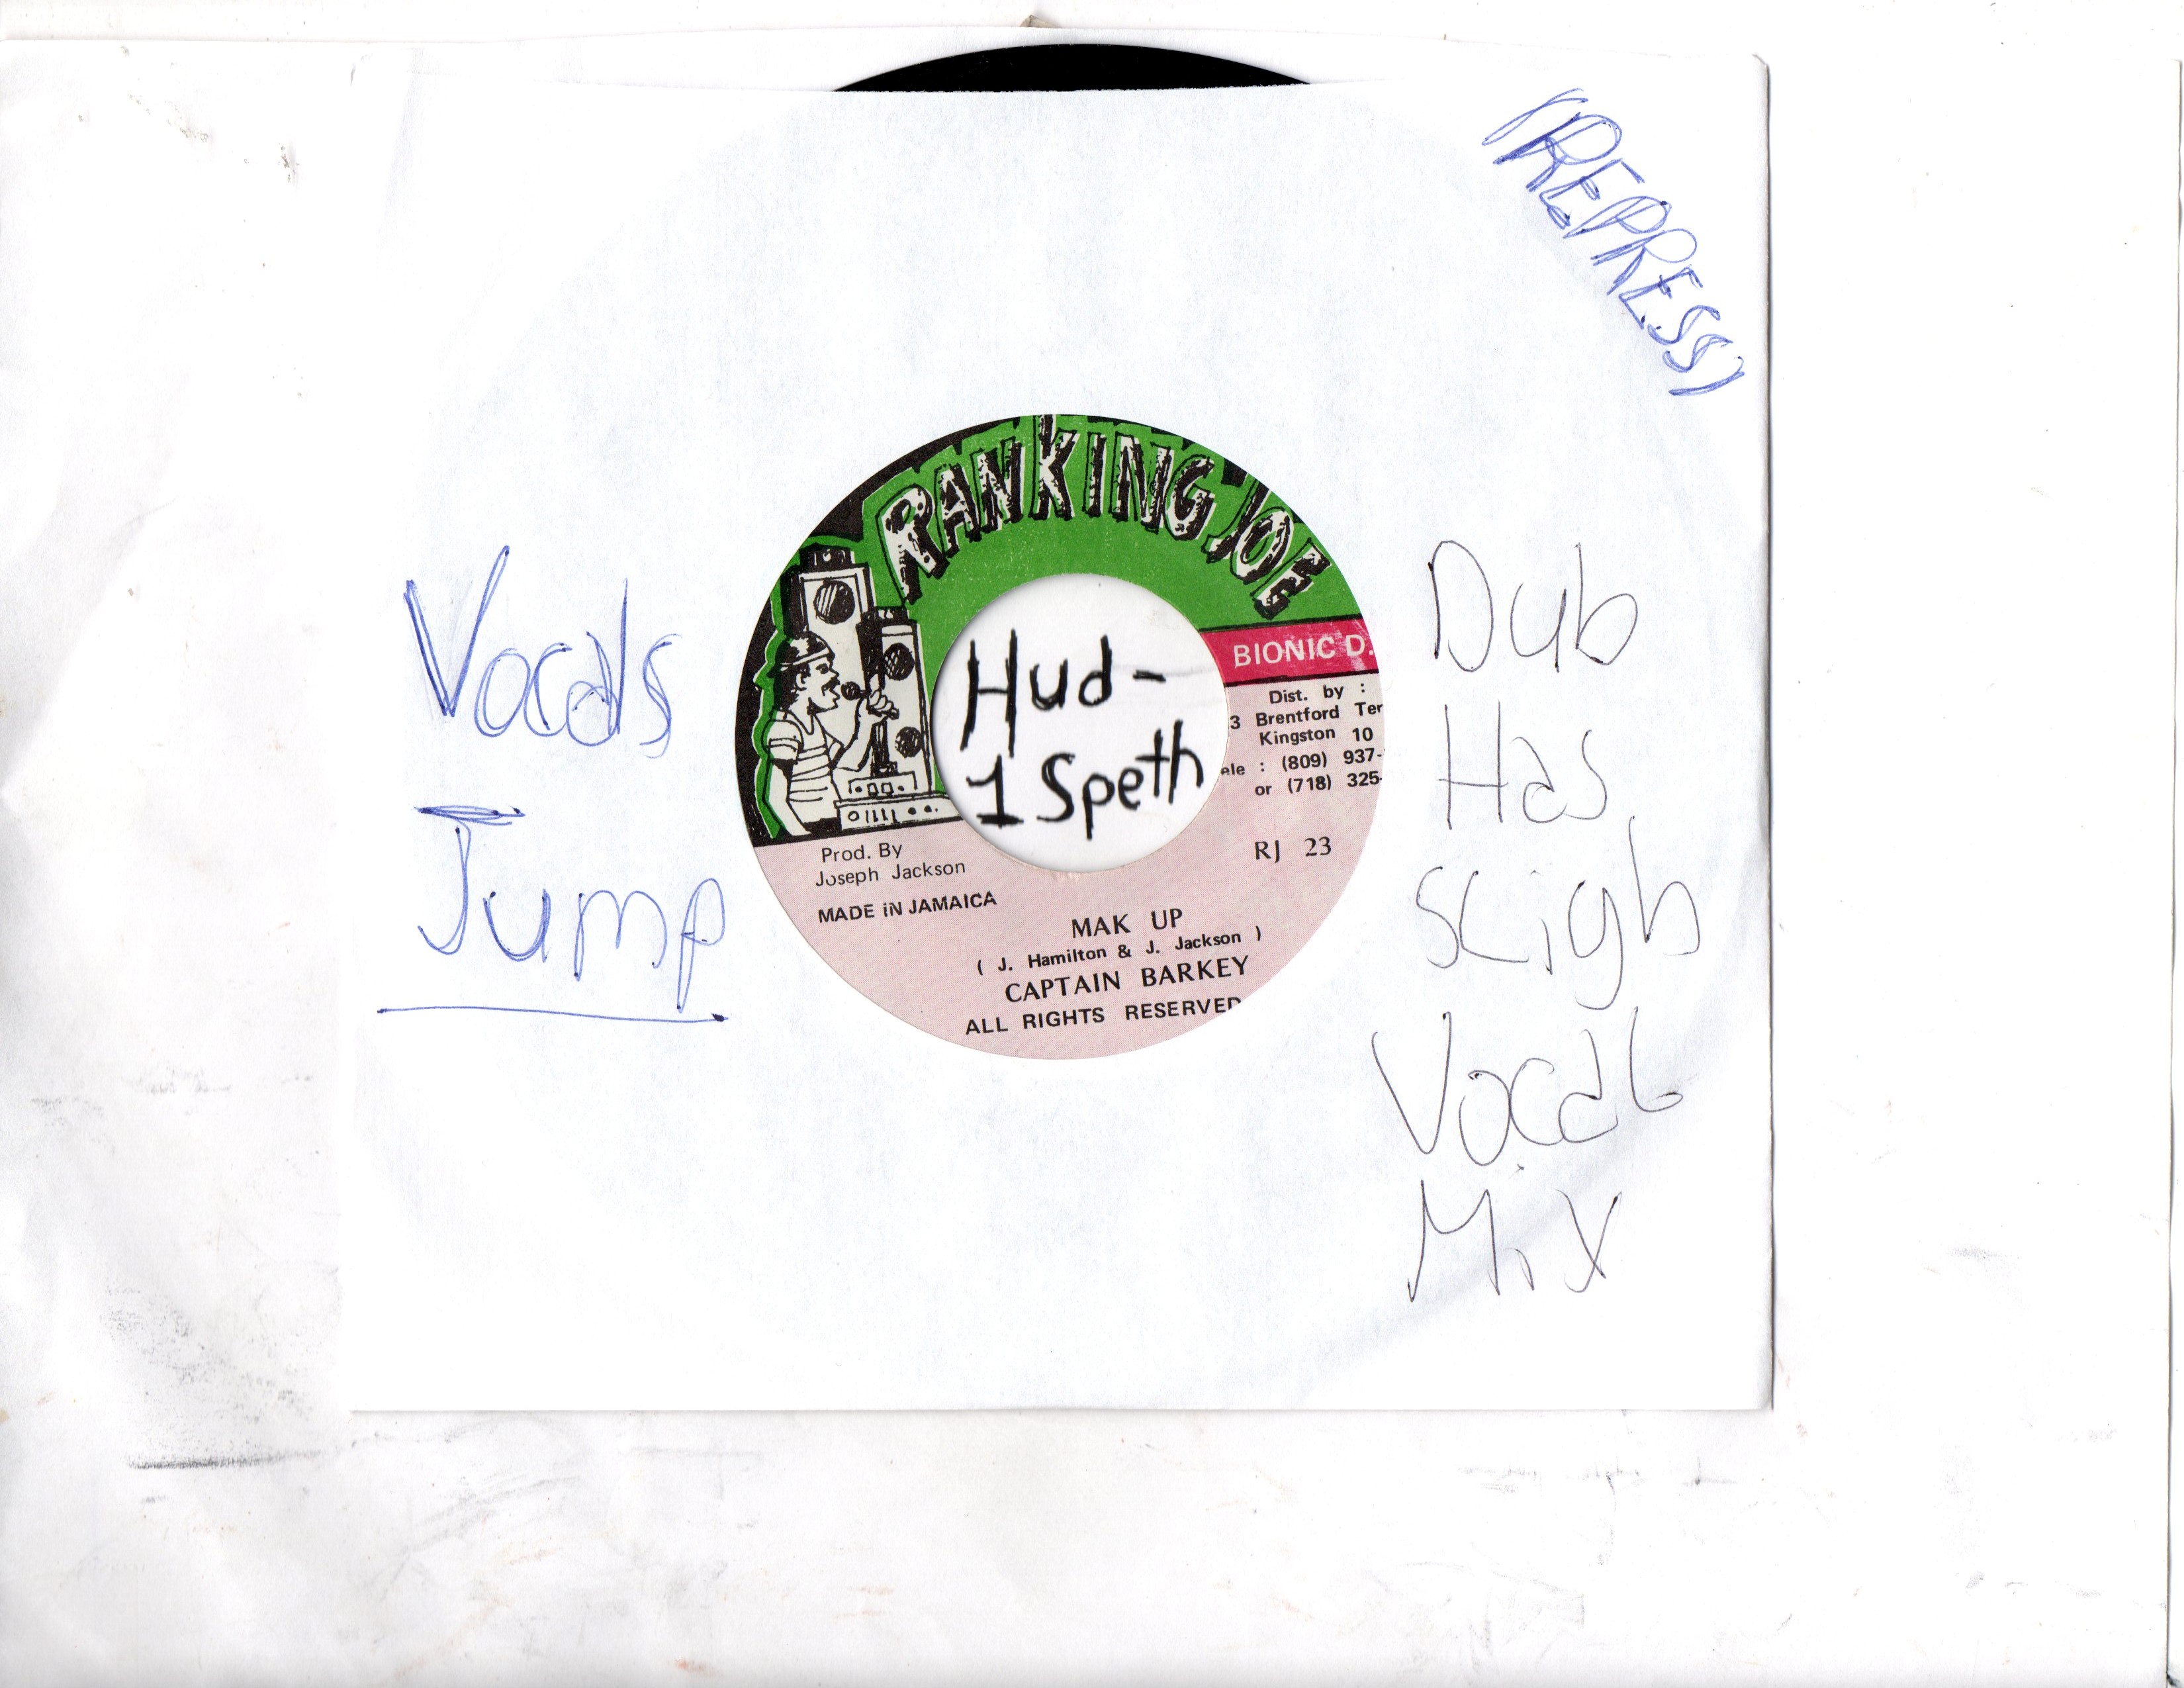 (REPRESS)
RANKING JOE
Vocals
Jump
Hud-
1 Speth
BIONIC D.
Dist. by :
3 Brentford Ter
Kingston 10
ele : (809) 937-
or (718) 325-
RJ 23
Prod. By
Joseph Jackson
MADE iN JAMAICA
MAK UP
( J. Hamilton & J. Jackson )
CAPTAIN BARKEY
ALL RIGHTS RESERVED
Dub
Has
sLigh
Vocal
Mix